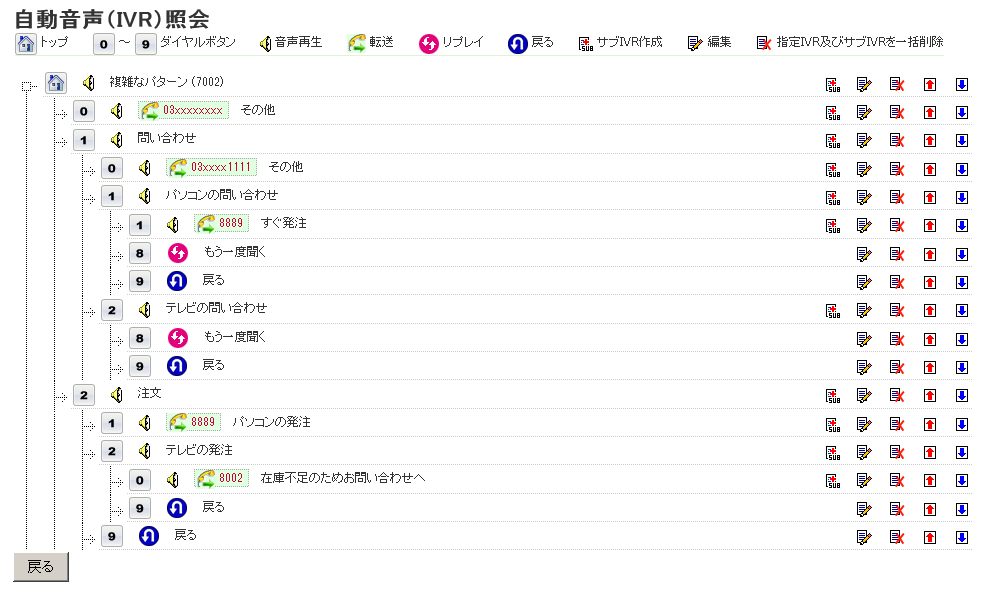 自動音声(IVR)照会
トップ 0 ～ 9 ダイヤルボタン 音声再生 転送 リプレイ 戻る サブIVR作成 編集 指定IVR及びサブIVRを一括削除
複雑なパターン (7002)
0 03xxxxxxxx その他
1 問い合わせ
0 03xxxx1111 その他
1 パソコンの問い合わせ
1 8889 すぐ発注
8 もう一度聞く
9 戻る
2 テレビの問い合わせ
8 もう一度聞く
9 戻る
2 注文
1 8889 パソコンの発注
2 テレビの発注
0 8002 在庫不足のためお問い合わせへ
9 戻る
9 戻る
戻る